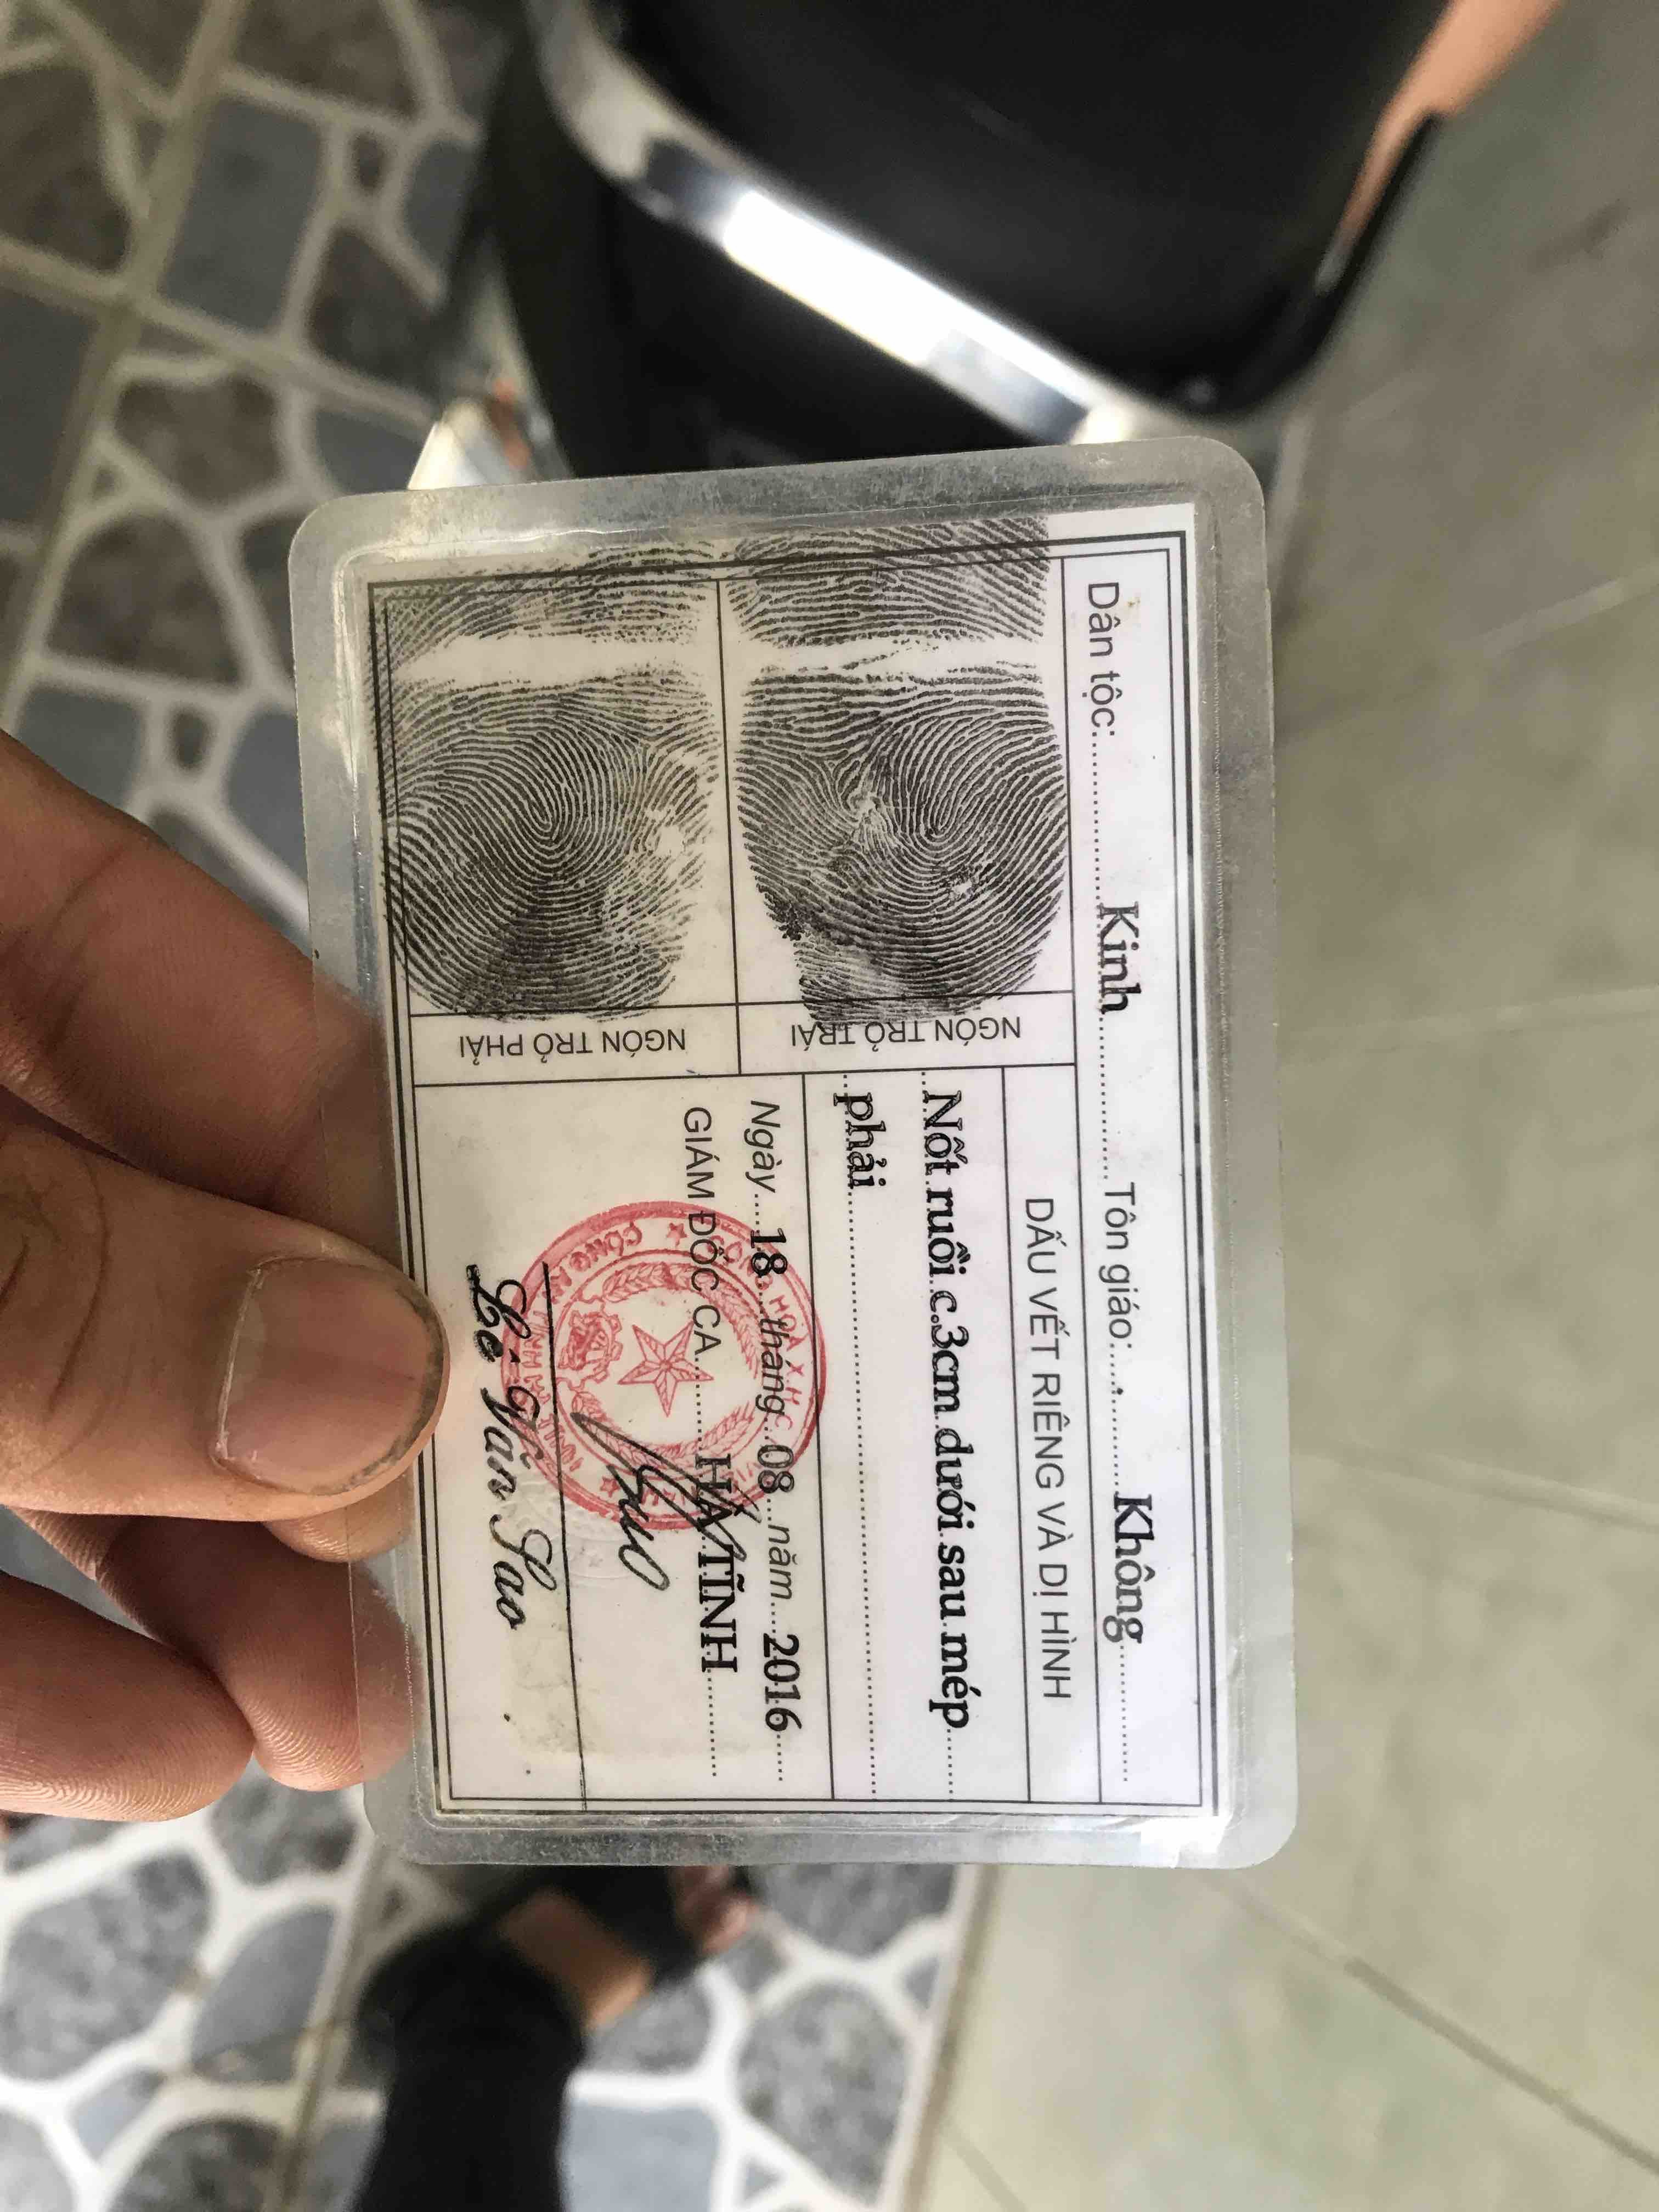 Dân tộc: Kinh Tôn giáo: Không
DẤU VẾT RIÊNG VÀ DỊ HÌNH
Nốt ruồi c.3cm dưới sau mép
phải
NGÓN TRỎ TRÁI
NGÓN TRỎ PHẢI
Ngày 18 tháng 08 năm 2016
GIÁM ĐỐC CA HÀ TĨNH
Lê Văn Sao